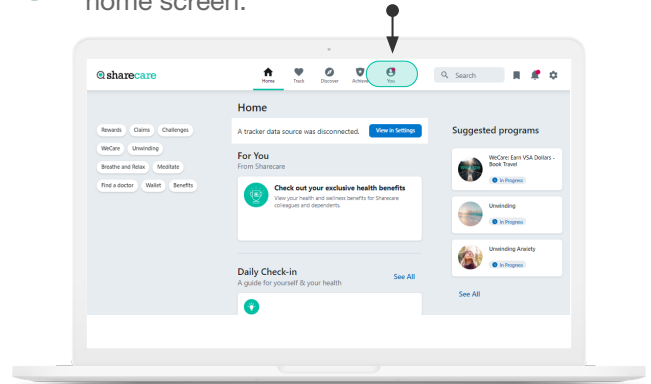 home screen.
sharecare
Home
Track
Discover
Achieve
You
Search
Rewards
Claims
Challenges
WeCare
Unwinding
Breathe and Relax
Meditate
Find a doctor
Wallet
Benefits
Home
A tracker data source was disconnected.
View in Settings
For You
From Sharecare
Check out your exclusive health benefits
View your health and wellness benefits for Sharecare
colleagues and dependents.
Daily Check-in
A guide for yourself & your health
See All
Suggested programs
WeCare: Earn VSA Dollars -
Book Travel
In Progress
Unwinding
In Progress
Unwinding Anxiety
In Progress
See All